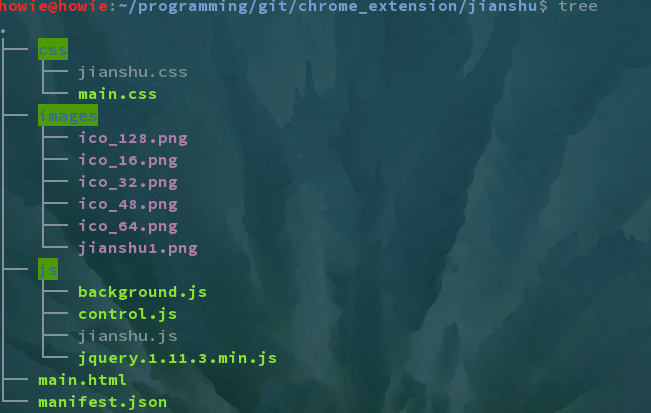 howie@howie:~/programming/git/chrome_extension/jianshu$ tree
.
├── css
│   ├── jianshu.css
│   └── main.css
├── images
│   ├── ico_128.png
│   ├── ico_16.png
│   ├── ico_32.png
│   ├── ico_48.png
│   ├── ico_64.png
│   └── jianshu1.png
├── js
│   ├── background.js
│   ├── control.js
│   ├── jianshu.js
│   └── jquery.1.11.3.min.js
├── main.html
└── manifest.json